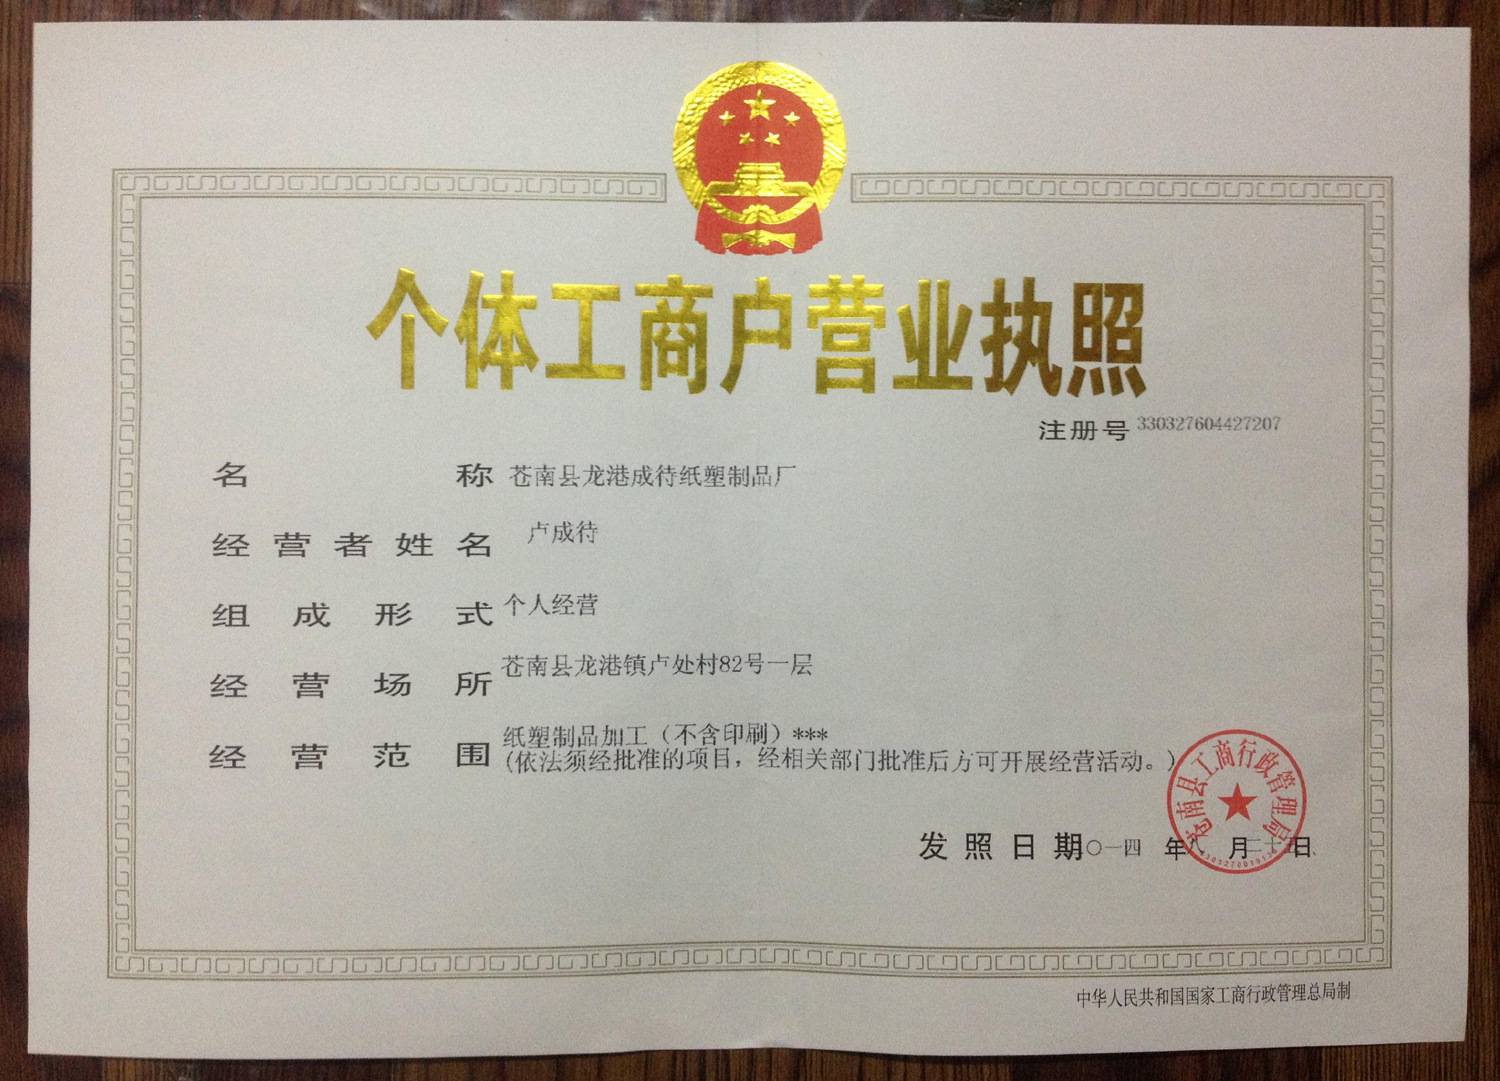 个体工商户营业执照
注册号 330327604427207
名称 苍南县龙港成待纸塑制品厂
经营者姓名 卢成待
组成形式 个人经营
经营场所 苍南县龙港镇卢处村82号一层
经营范围 纸塑制品加工（不含印刷）***
(依法须经批准的项目，经相关部门批准后方可开展经营活动。)
苍南县工商行政管理局
发照日期 〇一四 年八月二十五日
中华人民共和国国家工商行政管理总局制